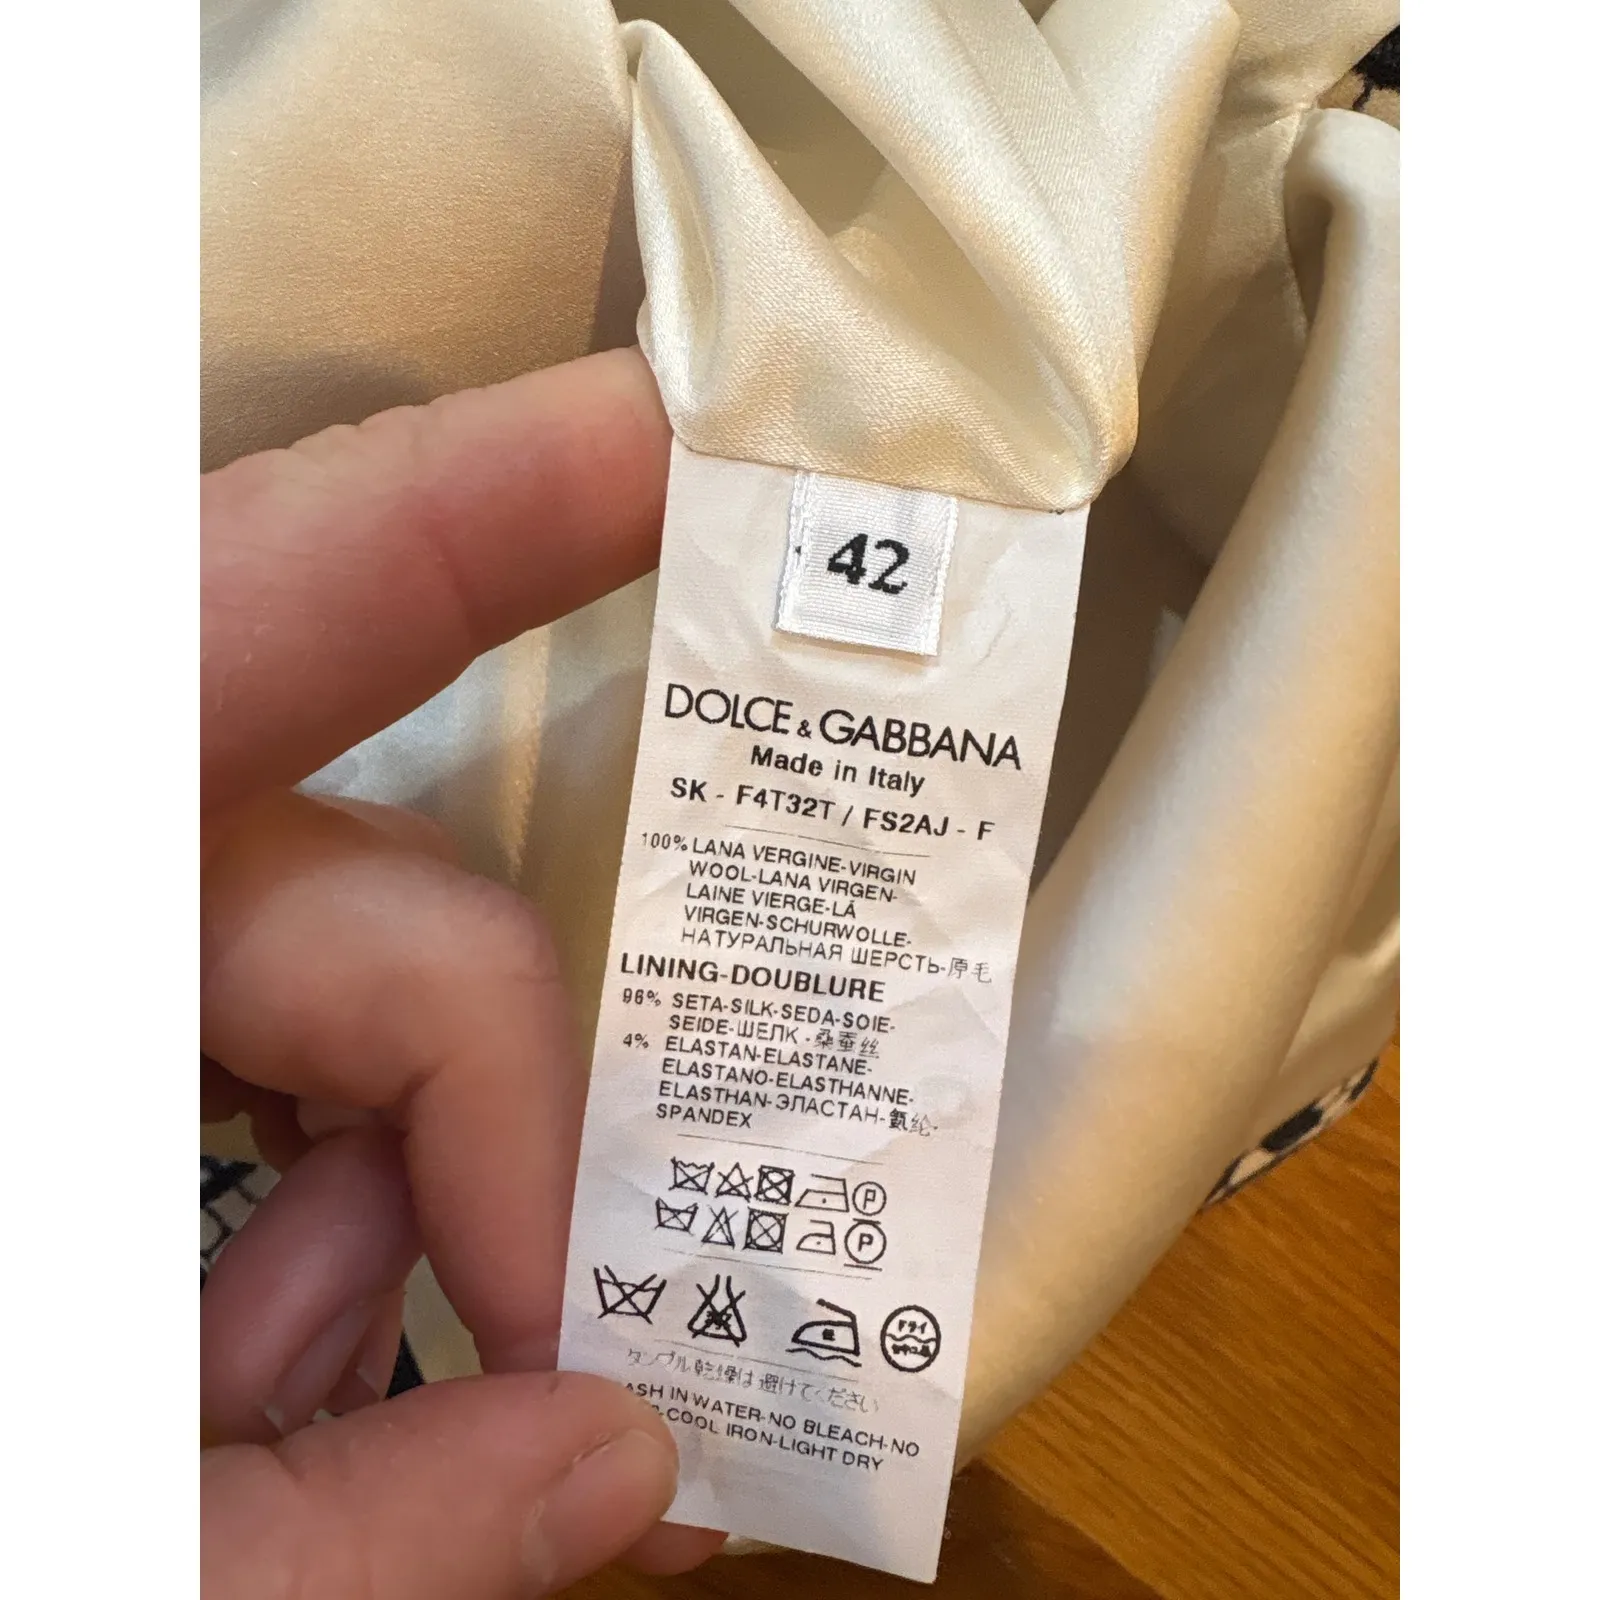 42
DOLCE & GABBANA
Made in Italy
SK - F4T32T / FS2AJ - F
100% LANA VERGINE-VIRGIN
WOOL-LANA VIRGEN-
LAINE VIERGE-LÃ
VIRGEN-SCHURWOLLE-
НАТУРАЛЬНАЯ ШЕРСТЬ-原毛
LINING-DOUBLURE
96% SETA-SILK-SEDA-SOIE-
SEIDE-ШЕЛК-桑蚕丝
4% ELASTAN-ELASTANE-
ELASTANO-ELASTHANNE-
ELASTHAN-ЭЛАСТАН-氨纶-
SPANDEX
P
P
ドライ
タンブル乾燥は避けてください
ASH IN WATER-NO BLEACH-NO
COOL IRON-LIGHT DRY